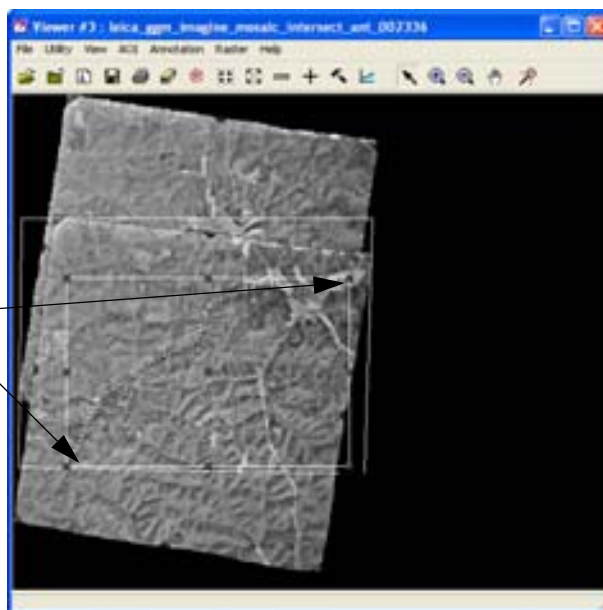 Viewer #3 : leica_ggm_imagine_mosaic_intersect_ant_002336
File Utility View AOI Annotation Raster Help